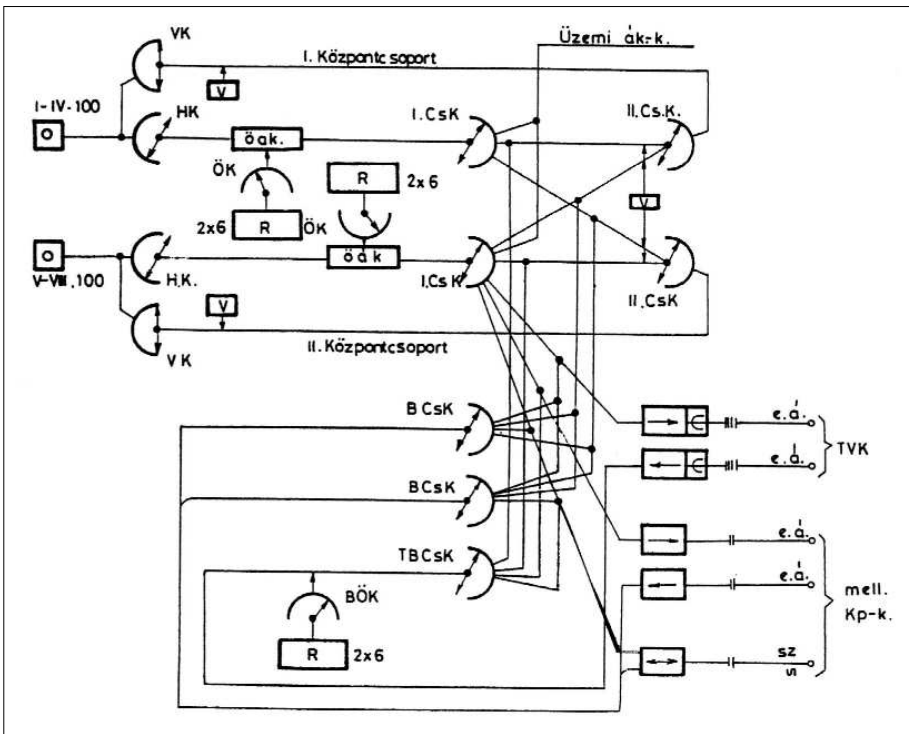 VK
I. Központcsoport
Üzemi ák-k.
V
I-IV-100
O
HK
öak.
I.CsK
II.Cs.K.
ÖK
R
2x6
2x6
R
ÖK
V
öak
V-VIII.100
O
H.K.
I.CsK
II.CsK
V
VK
II. Központcsoport
BCsK
e.á.
TVK
e.á.
BCsK
TBCsK
e.á.
BÖK
e.á.
mell.
Kp-k.
R
2x6
sz